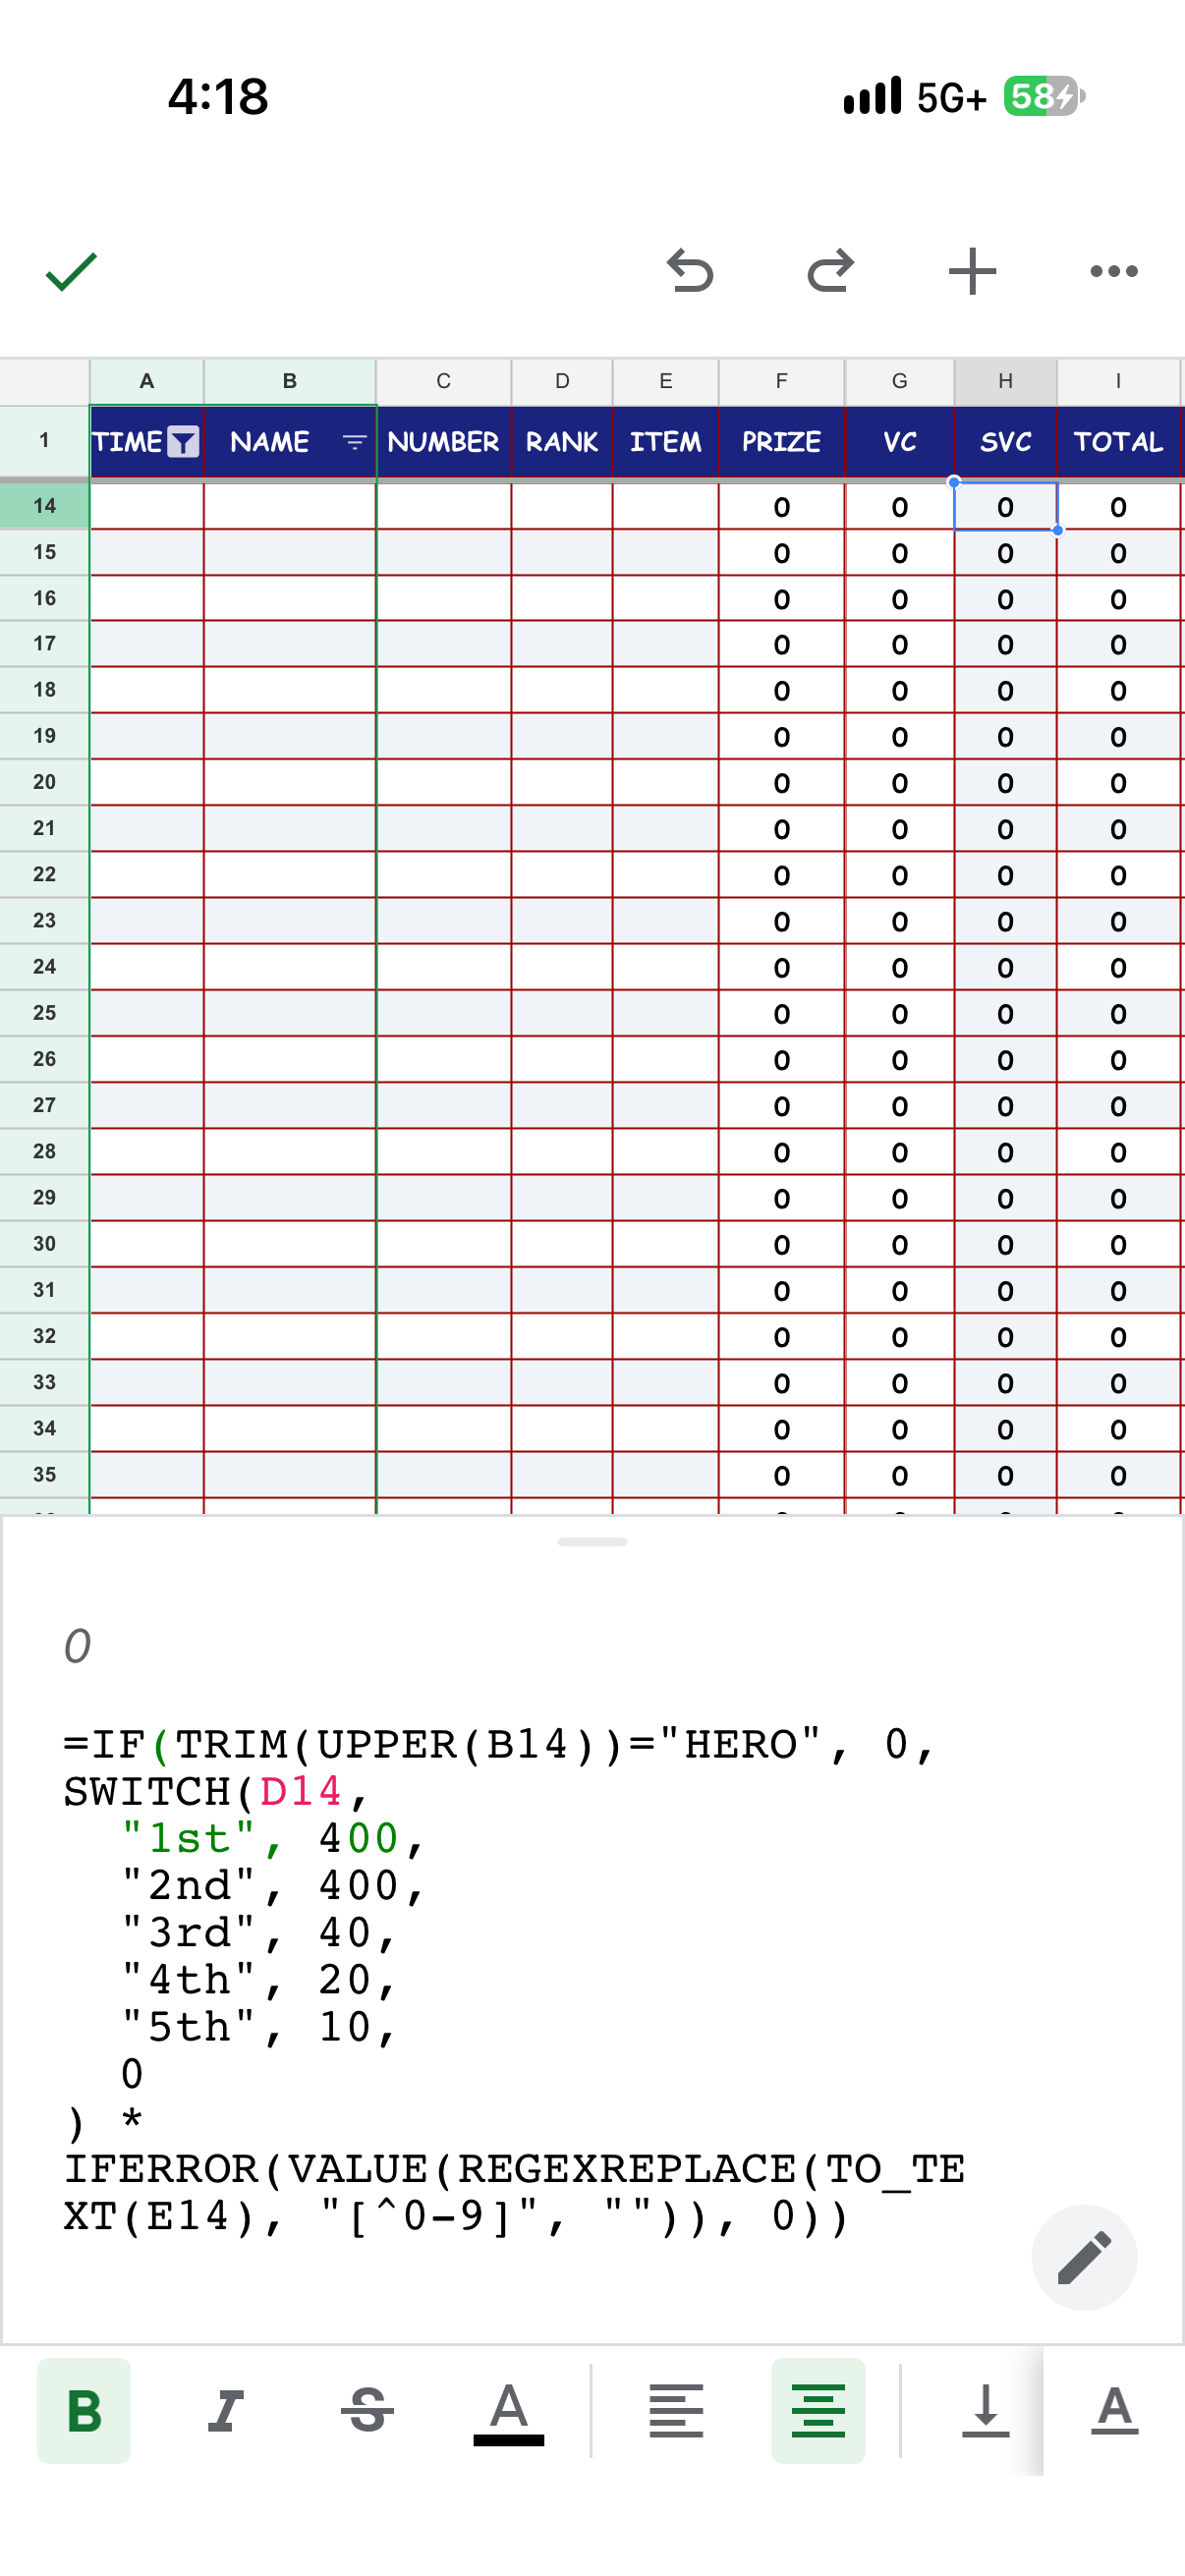 4:18 5G+ 58
A B C D E F G H I
1 TIME NAME NUMBER RANK ITEM PRIZE VC SVC TOTAL
14 0 0 0 0
15 0 0 0 0
16 0 0 0 0
17 0 0 0 0
18 0 0 0 0
19 0 0 0 0
20 0 0 0 0
21 0 0 0 0
22 0 0 0 0
23 0 0 0 0
24 0 0 0 0
25 0 0 0 0
26 0 0 0 0
27 0 0 0 0
28 0 0 0 0
29 0 0 0 0
30 0 0 0 0
31 0 0 0 0
32 0 0 0 0
33 0 0 0 0
34 0 0 0 0
35 0 0 0 0
0
=IF(TRIM(UPPER(B14))="HERO", 0,
SWITCH(D14,
"1st", 400,
"2nd", 400,
"3rd", 40,
"4th", 20,
"5th", 10,
0
) *
IFERROR(VALUE(REGEXREPLACE(TO_TE
XT(E14), "[^0-9]", "")), 0))
B I S A A